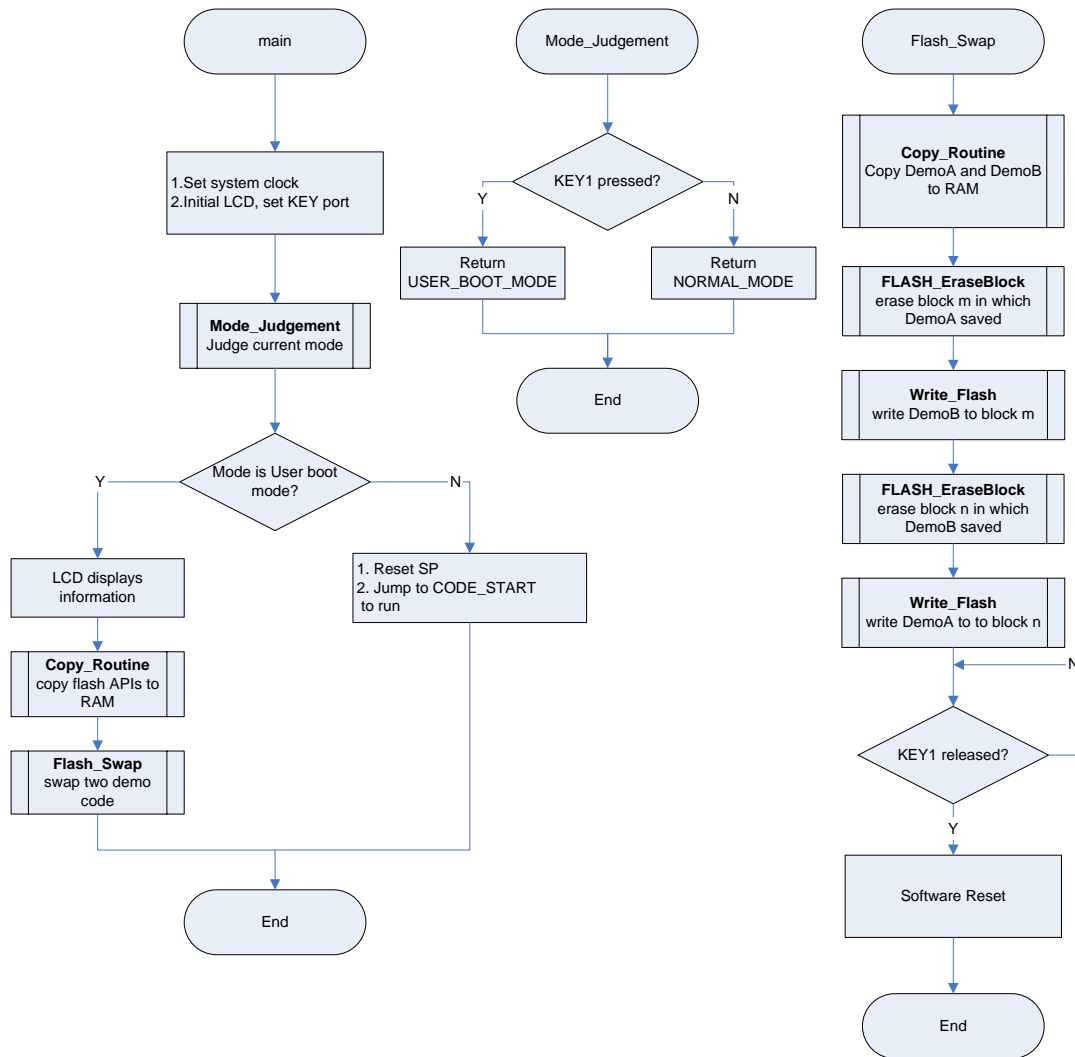 main
1.Set system clock
2.Initial LCD, set KEY port
Mode_Judgement
Judge current mode
Mode is User boot
mode?
Y
N
LCD displays
information
Copy_Routine
copy flash APIs to
RAM
Flash_Swap
swap two demo
code
1. Reset SP
2. Jump to CODE_START
to run
End
Mode_Judgement
KEY1 pressed?
Y
N
Return
USER_BOOT_MODE
Return
NORMAL_MODE
End
Flash_Swap
Copy_Routine
Copy DemoA and DemoB
to RAM
FLASH_EraseBlock
erase block m in which
DemoA saved
Write_Flash
write DemoB to block m
FLASH_EraseBlock
erase block n in which
DemoB saved
Write_Flash
write DemoA to to block n
N
KEY1 released?
Y
Software Reset
End